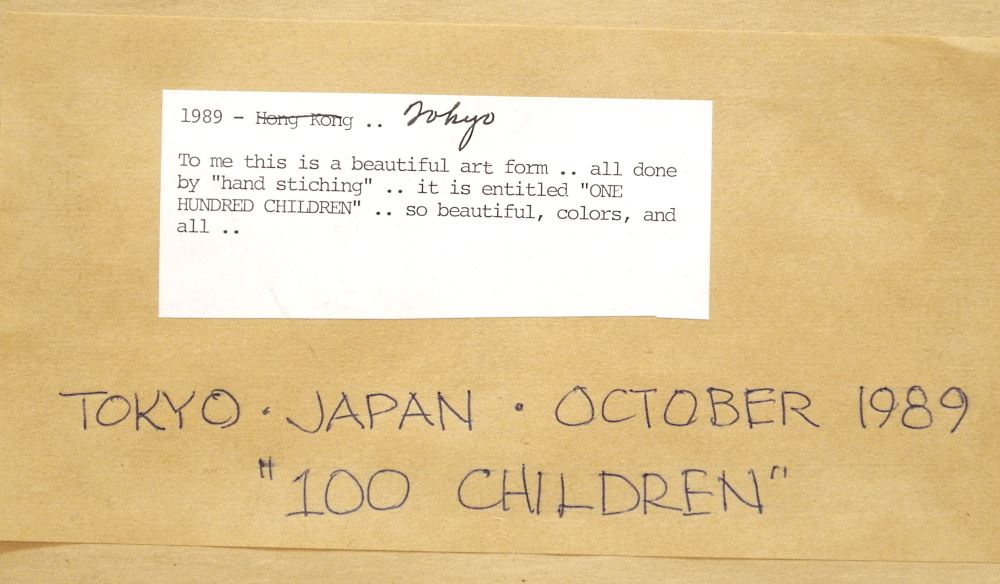 1989 - Hong Kong .. Tokyo
To me this is a beautiful art form .. all done
by "hand stiching" .. it is entitled "ONE
HUNDRED CHILDREN" .. so beautiful, colors, and
all ..
TOKYO · JAPAN · OCTOBER 1989
"100 CHILDREN"